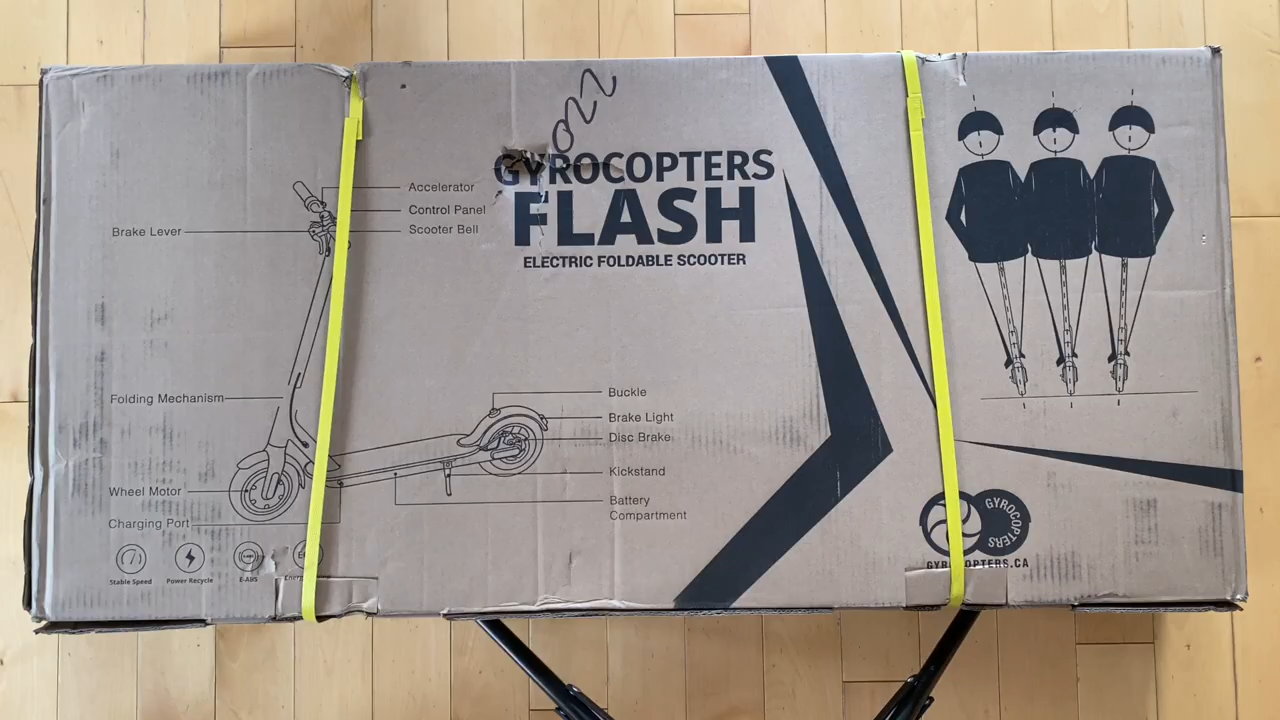 022
GYROCOPTERS
FLASH
ELECTRIC FOLDABLE SCOOTER
Accelerator
Control Panel
Scooter Bell
Brake Lever
Folding Mechanism
Buckle
Brake Light
Disc Brake
Kickstand
Battery
Compartment
Wheel Motor
Charging Port
Stable Speed
Power Recycle
E-ABS
GYROCOPTERS
GYROCOPTERS.CA